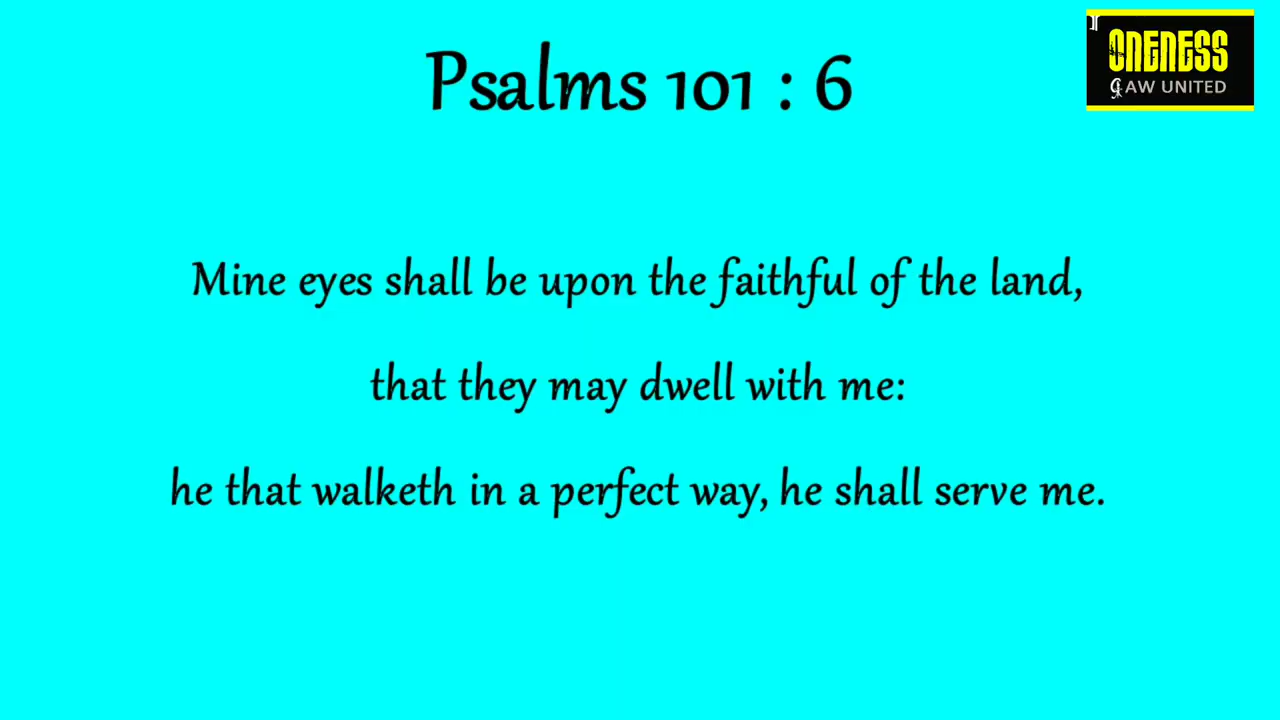 Psalms 101 : 6
ONENESS
LAW UNITED
Mine eyes shall be upon the faithful of the land,
that they may dwell with me:
he that walketh in a perfect way, he shall serve me.